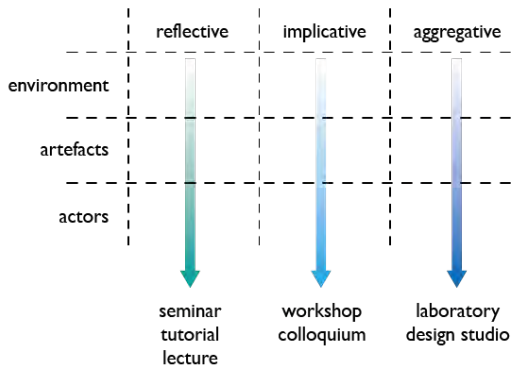 reflective
implicative
aggregative
environment
artefacts
actors
seminar
tutorial
lecture
workshop
colloquium
laboratory
design studio